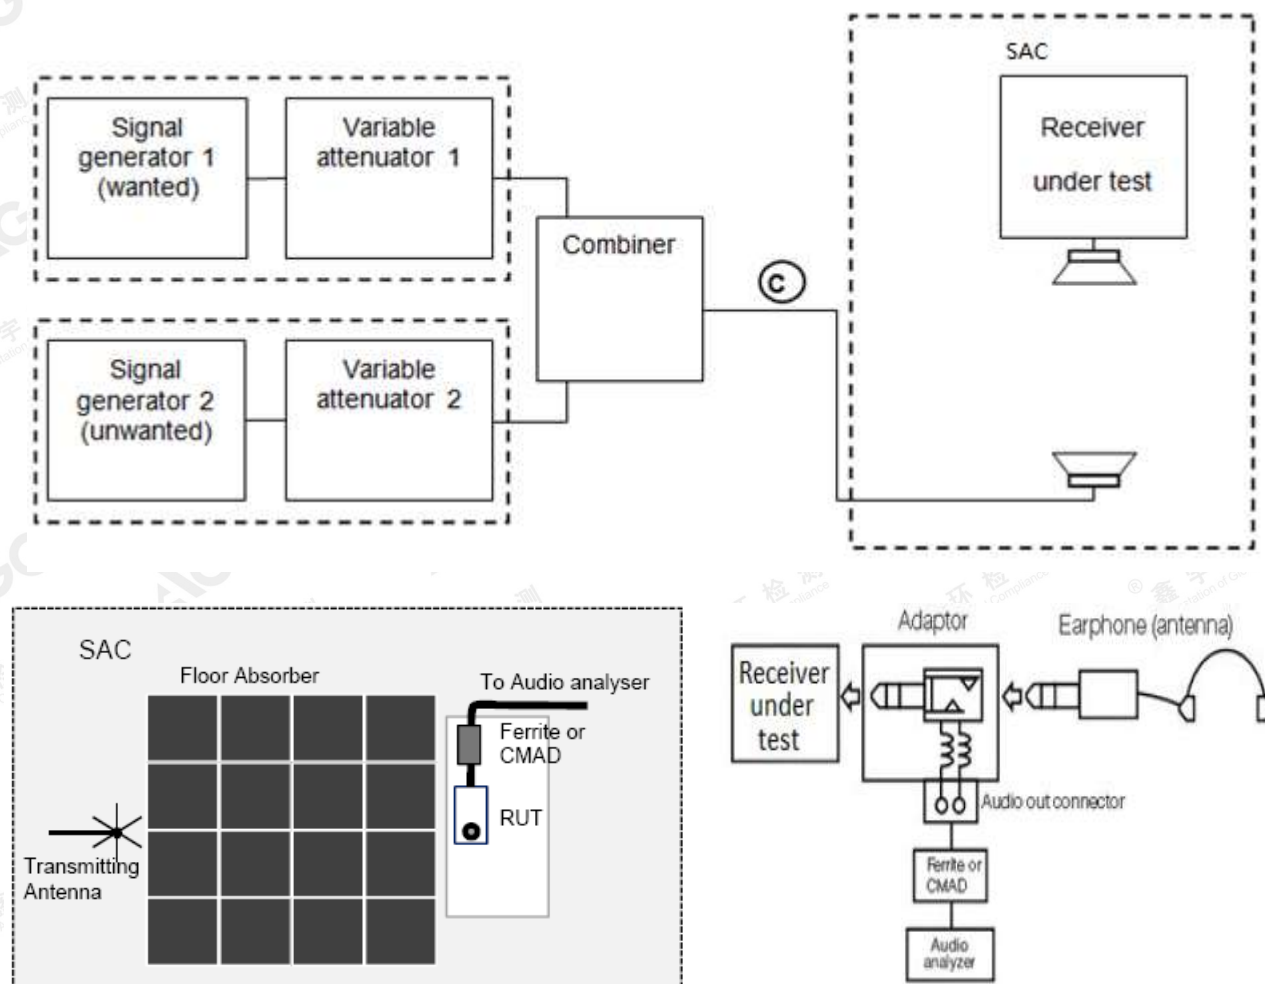 SAC
Receiver
under test
Signal
generator 1
(wanted)
Variable
attenuator 1
Combiner
C
Signal
generator 2
(unwanted)
Variable
attenuator 2
SAC
Floor Absorber
To Audio analyser
Ferrite or
CMAD
RUT
Transmitting
Antenna
Adaptor
Earphone (antenna)
Receiver
under
test
Audio out connector
Ferrite or
CMAD
Audio
analyzer